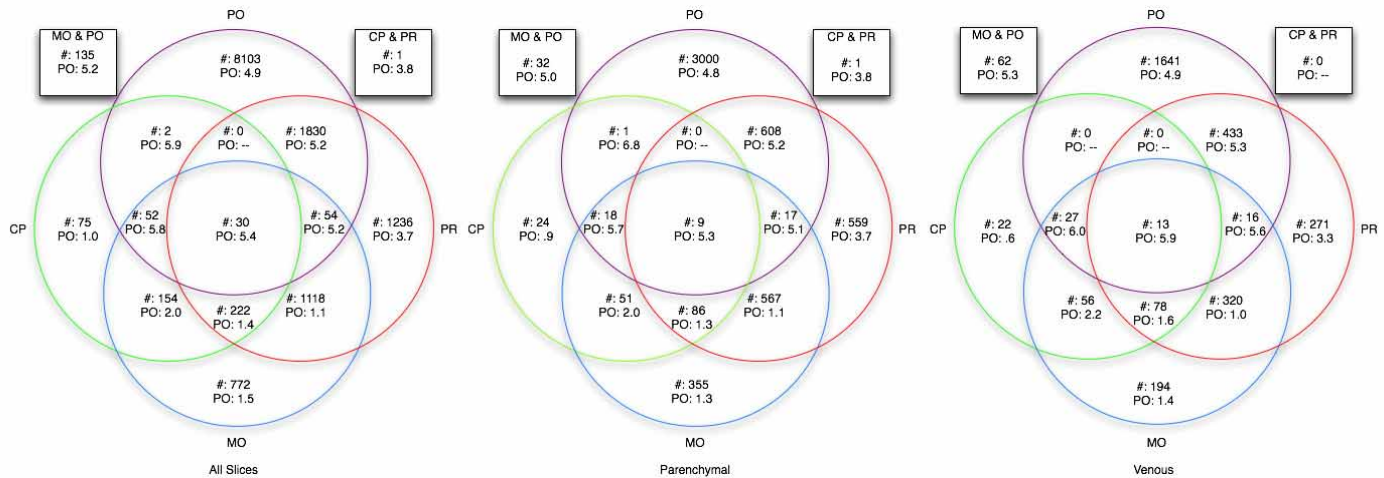 PO
MO & PO
#: 135
PO: 5.2
CP & PR
#: 1
PO: 3.8
#: 8103
PO: 4.9
#: 2
PO: 5.9
#: 0
PO: --
#: 1830
PO: 5.2
CP
#: 75
PO: 1.0
#: 52
PO: 5.8
#: 30
PO: 5.4
#: 54
PO: 5.2
#: 1236
PO: 3.7
PR
#: 154
PO: 2.0
#: 222
PO: 1.4
#: 1118
PO: 1.1
#: 772
PO: 1.5
MO
All Slices
PO
MO & PO
#: 32
PO: 5.0
CP & PR
#: 1
PO: 3.8
#: 3000
PO: 4.8
#: 1
PO: 6.8
#: 0
PO: --
#: 608
PO: 5.2
CP
#: 24
PO: .9
#: 18
PO: 5.7
#: 9
PO: 5.3
#: 17
PO: 5.1
#: 559
PO: 3.7
PR
#: 51
PO: 2.0
#: 86
PO: 1.3
#: 567
PO: 1.1
#: 355
PO: 1.3
MO
Parenchymal
PO
MO & PO
#: 62
PO: 5.3
CP & PR
#: 0
PO: --
#: 1641
PO: 4.9
#: 0
PO: --
#: 0
PO: --
#: 433
PO: 5.3
CP
#: 22
PO: .6
#: 27
PO: 6.0
#: 13
PO: 5.9
#: 16
PO: 5.6
#: 271
PO: 3.3
PR
#: 56
PO: 2.2
#: 78
PO: 1.6
#: 320
PO: 1.0
#: 194
PO: 1.4
MO
Venous